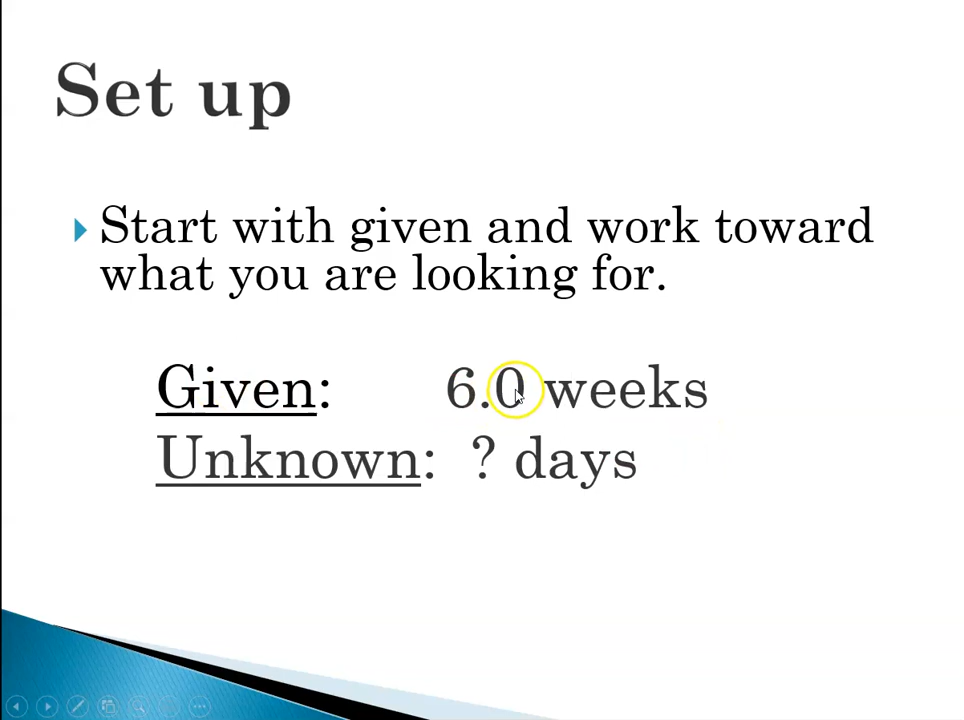 Set up
Start with given and work toward
what you are looking for.
Given: 6.0 weeks
Unknown: ? days